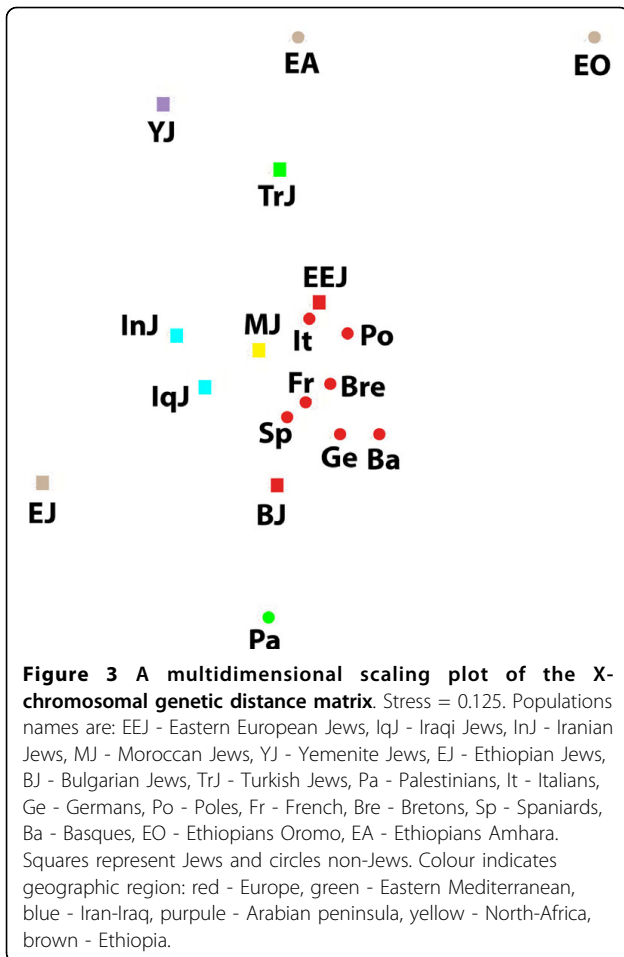 EA
EO
YJ
TrJ
EEJ
InJ
MJ
It
Po
IqJ
Fr
Bre
Sp
Ge
Ba
EJ
BJ
Pa
Figure 3 A multidimensional scaling plot of the X-
chromosomal genetic distance matrix. Stress = 0.125. Populations
names are: EEJ - Eastern European Jews, IqJ - Iraqi Jews, InJ - Iranian
Jews, MJ - Moroccan Jews, YJ - Yemenite Jews, EJ - Ethiopian Jews,
BJ - Bulgarian Jews, TrJ - Turkish Jews, Pa - Palestinians, It - Italians,
Ge - Germans, Po - Poles, Fr - French, Bre - Bretons, Sp - Spaniards,
Ba - Basques, EO - Ethiopians Oromo, EA - Ethiopians Amhara.
Squares represent Jews and circles non-Jews. Colour indicates
geographic region: red - Europe, green - Eastern Mediterranean,
blue - Iran-Iraq, purpule - Arabian peninsula, yellow - North-Africa,
brown - Ethiopia.